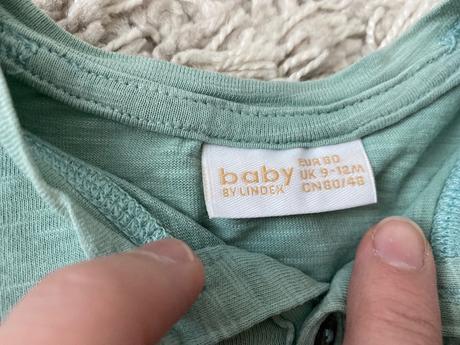 baby
BY LINDEX
EUR 80
UK 9-12M
CN 80/48